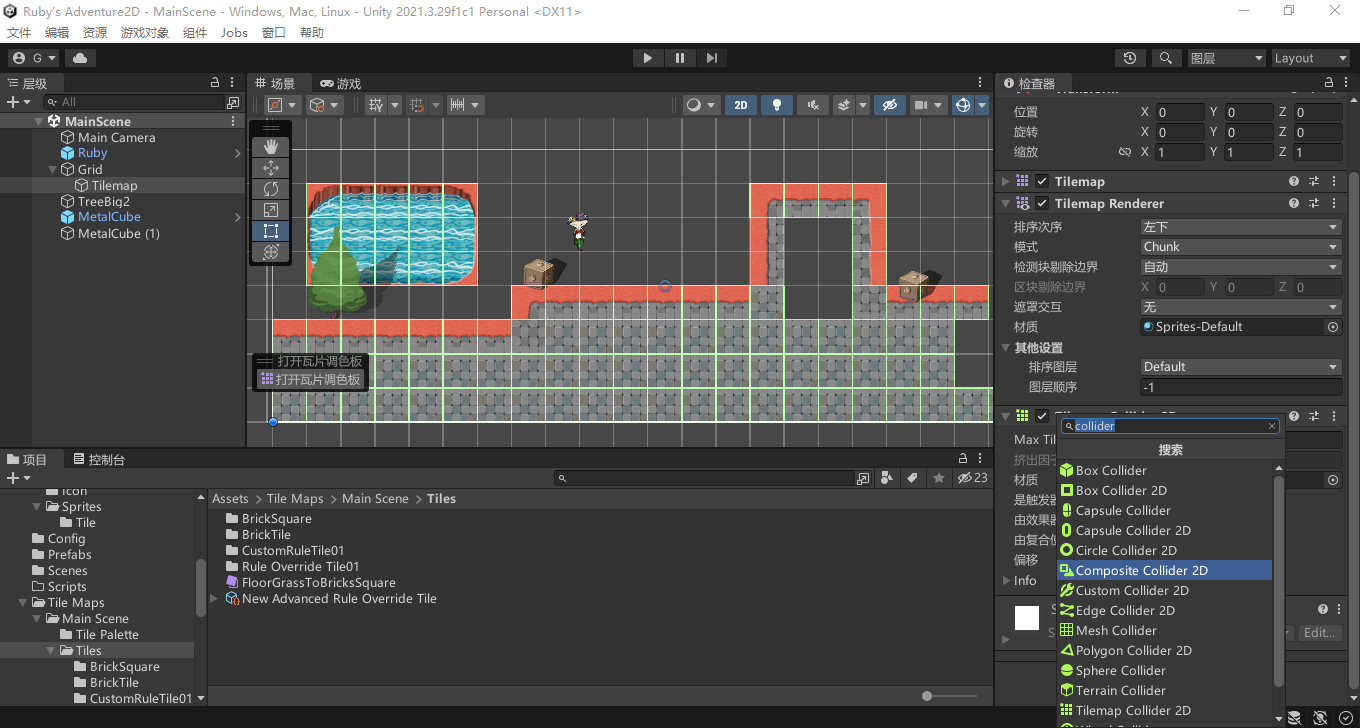 Ruby's Adventure2D - MainScene - Windows, Mac, Linux - Unity 2021.3.29f1c1 Personal <DX11>
文件 编辑 资源 游戏对象 组件 Jobs 窗口 帮助
G 图层 Layout
层级
All
MainScene
Main Camera
Ruby
Grid
Tilemap
TreeBig2
MetalCube
MetalCube (1)
场景 游戏
2D
打开瓦片调色板
打开瓦片调色板
检查器
位置 X 0 Y 0 Z 0
旋转 X 0 Y 0 Z 0
缩放 X 1 Y 1 Z 1
Tilemap
Tilemap Renderer
排序次序 左下
模式 Chunk
检测块剔除边界 自动
区块剔除边界 X 0 Y 0 Z 0
遮罩交互 无
材质 Sprites-Default
其他设置
排序图层 Default
图层顺序 -1
Max Til
挤出因子
材质
是触发器
由效果器
由复合使
偏移
Info
Edit...
collider
搜索
Box Collider
Box Collider 2D
Capsule Collider
Capsule Collider 2D
Circle Collider 2D
Composite Collider 2D
Custom Collider 2D
Edge Collider 2D
Mesh Collider
Polygon Collider 2D
Sphere Collider
Terrain Collider
Tilemap Collider 2D
项目 控制台
23
Icon
Sprites
Tile
Config
Prefabs
Scenes
Scripts
Tile Maps
Main Scene
Tile Palette
Tiles
BrickSquare
BrickTile
CustomRuleTile01
Assets > Tile Maps > Main Scene > Tiles
BrickSquare
BrickTile
CustomRuleTile01
Rule Override Tile01
FloorGrassToBricksSquare
New Advanced Rule Override Tile